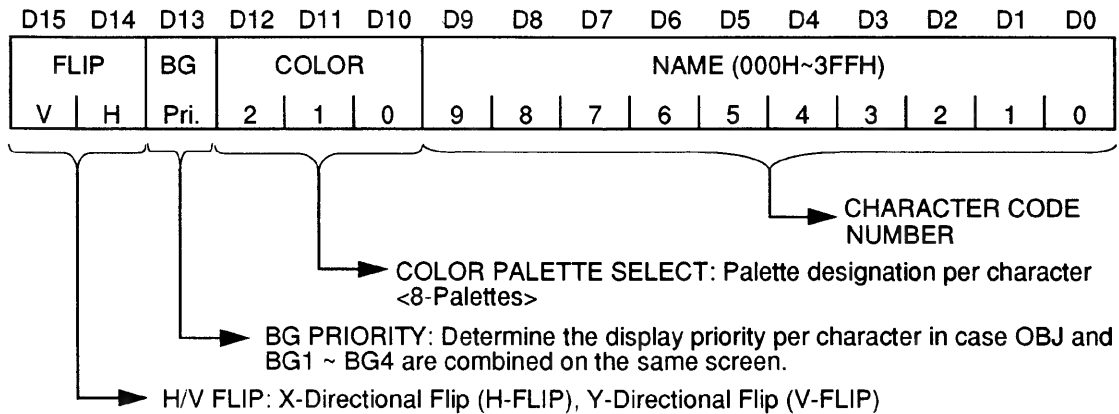 D15 D14 D13 D12 D11 D10 D9 D8 D7 D6 D5 D4 D3 D2 D1 D0
FLIP BG COLOR NAME (000H~3FFH)
V H Pri. 2 1 0 9 8 7 6 5 4 3 2 1 0
CHARACTER CODE
NUMBER
COLOR PALETTE SELECT: Palette designation per character
<8-Palettes>
BG PRIORITY: Determine the display priority per character in case OBJ and
BG1 ~ BG4 are combined on the same screen.
H/V FLIP: X-Directional Flip (H-FLIP), Y-Directional Flip (V-FLIP)